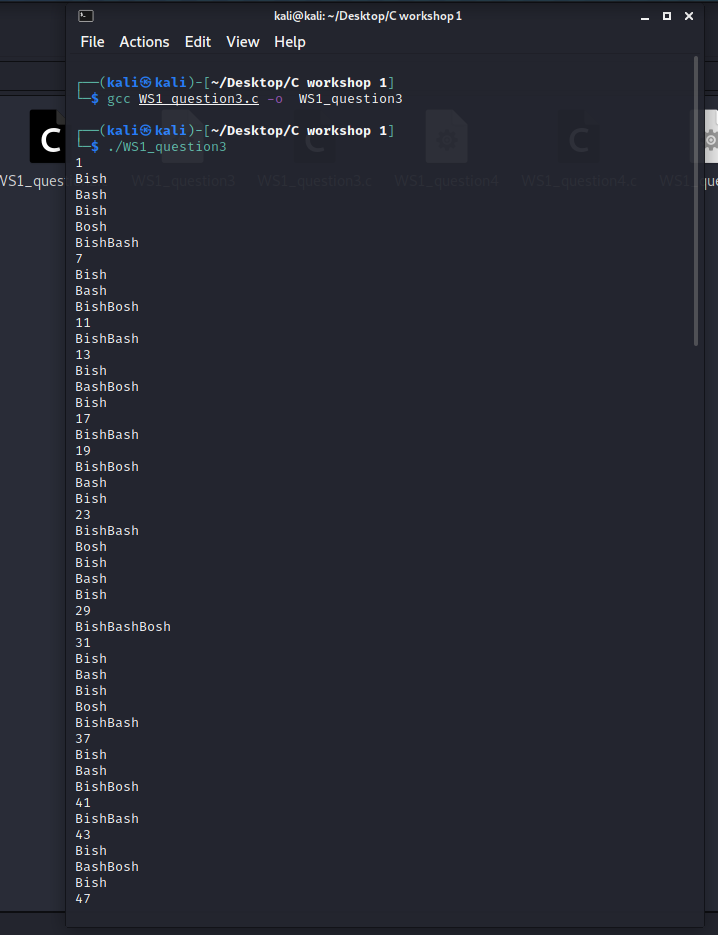 kali@kali: ~/Desktop/C workshop 1
File Actions Edit View Help
┌──(kali㉿kali)-[~/Desktop/C workshop 1]
└─$ gcc WS1_question3.c -o  WS1_question3
┌──(kali㉿kali)-[~/Desktop/C workshop 1]
└─$ ./WS1_question3
C
WS1_quest WS1_question3 WS1_question3.c WS1_question4 WS1_question4.c WS1_que
1
Bish
Bash
Bish
Bosh
BishBash
7
Bish
Bash
BishBosh
11
BishBash
13
Bish
BashBosh
Bish
17
BishBash
19
BishBosh
Bash
Bish
23
BishBash
Bosh
Bish
Bash
Bish
29
BishBashBosh
31
Bish
Bash
Bish
Bosh
BishBash
37
Bish
Bash
BishBosh
41
BishBash
43
Bish
BashBosh
Bish
47